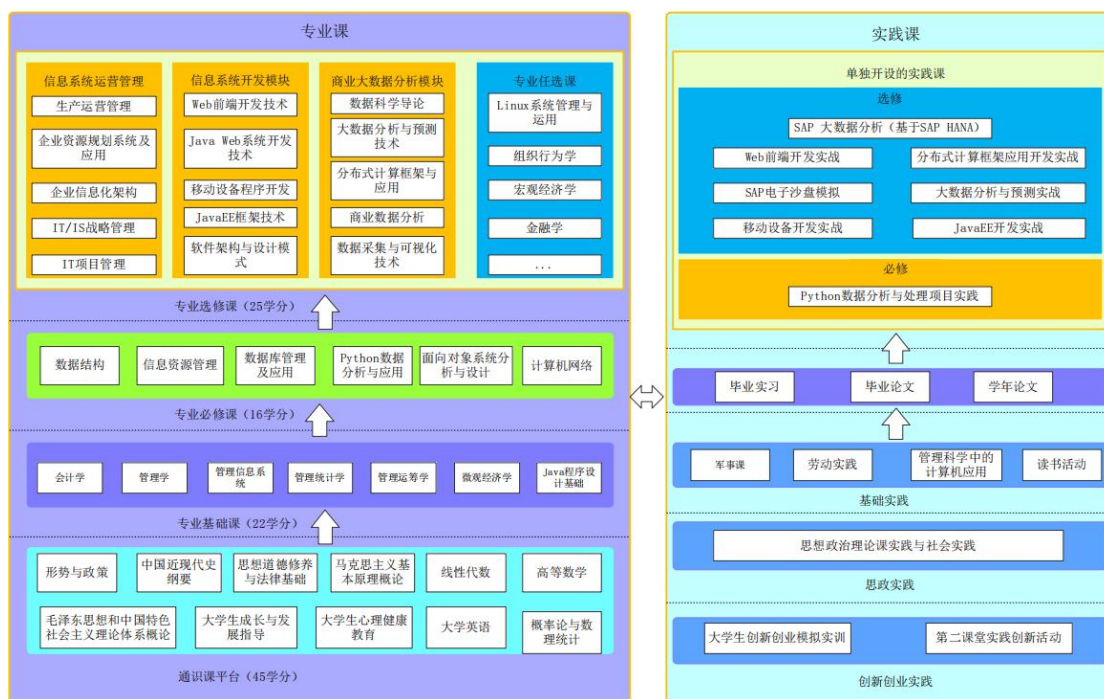 专业课
信息系统运营管理
生产运营管理
企业资源规划系统及
应用
企业信息化架构
IT/IS战略管理
IT项目管理
信息系统开发模块
Web前端开发技术
Java Web系统开发
技术
移动设备程序开发
JavaEE框架技术
软件架构与设计模
式
商业大数据分析模块
数据科学导论
大数据分析与预测
技术
分布式计算框架与
应用
商业数据分析
数据采集与可视化
技术
专业任选课
Linux系统管理与
运用
组织行为学
宏观经济学
金融学
...
专业选修课（25学分）
数据结构
信息资源管理
数据库管理
及应用
Python数据
分析与应用
面向对象系统分
析与设计
计算机网络
专业必修课（16学分）
会计学
管理学
管理信息系
统
管理统计学
管理运筹学
微观经济学
Java程序设
计基础
专业基础课（22学分）
形势与政策
中国近现代史
纲要
思想道德修养
与法律基础
马克思主义基
本原理概论
线性代数
高等数学
毛泽东思想和中国特色
社会主义理论体系概论
大学生成长与发
展指导
大学生心理健康
教育
大学英语
概率论与数
理统计
通识课平台（45学分）
实践课
单独开设的实践课
选修
SAP 大数据分析（基于SAP HANA）
Web前端开发实战
分布式计算框架应用开发实战
SAP电子沙盘模拟
大数据分析与预测实战
移动设备开发实战
JavaEE开发实战
必修
Python数据分析与处理项目实践
毕业实习
毕业论文
学年论文
军事课
劳动实践
管理科学中的
计算机应用
读书活动
基础实践
思想政治理论课实践与社会实践
思政实践
大学生创新创业模拟实训
第二课堂实践创新活动
创新创业实践